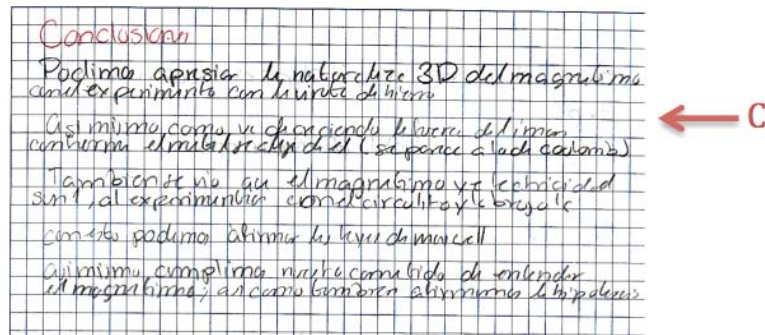 Conclusion
Podimos apresiar la naturaleza 3D del magnetismo
con el experimento con la viruta de hierro
Asi mismo, como va decreciendo la fuerza del iman
conforme el metal se aleja de el (se parece a la de Coulomb)
Tambien se vio que el magnetismo y electricidad
son 1, al experimentar con el circuito y la brujula
con esto podemos afirmar las leyes de maxwell
asi mismo, cumplimos nuestro cometido de entender
el magnetismo, asi como tambien afirmamos la hipotesis
C